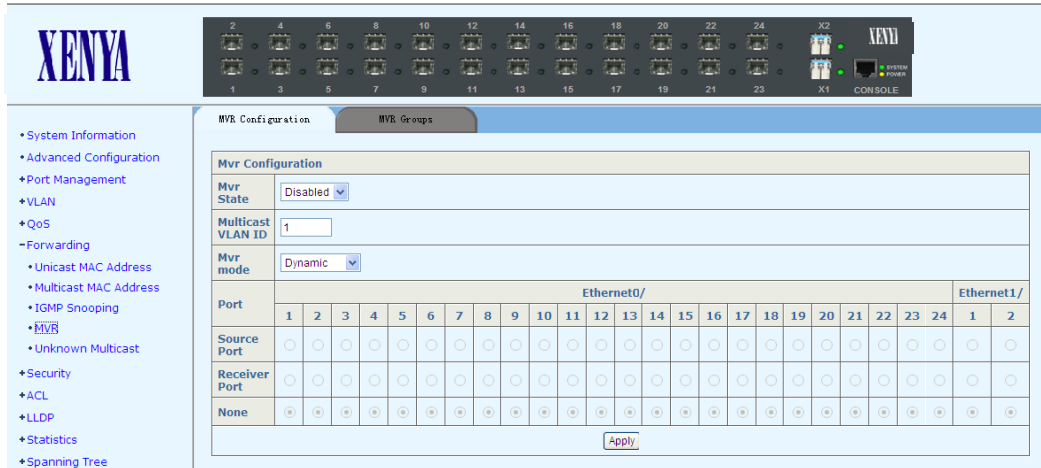 XENYA
2 4 6 8 10 12 14 16 18 20 22 24 X2
XENYA
SYSTEM
POWER
1 3 5 7 9 11 13 15 17 19 21 23 X1 CONSOLE
MVR Configuration
MVR Groups
System Information
Advanced Configuration
+Port Management
+VLAN
+QoS
-Forwarding
Unicast MAC Address
Multicast MAC Address
IGMP Snooping
MVR
Unknown Multicast
+Security
+ACL
+LLDP
+Statistics
+Spanning Tree
Mvr Configuration
Mvr State
Disabled
Multicast VLAN ID
1
Mvr mode
Dynamic
Port
Ethernet0/
Ethernet1/
1 2 3 4 5 6 7 8 9 10 11 12 13 14 15 16 17 18 19 20 21 22 23 24 1 2
Source Port
Receiver Port
None
Apply